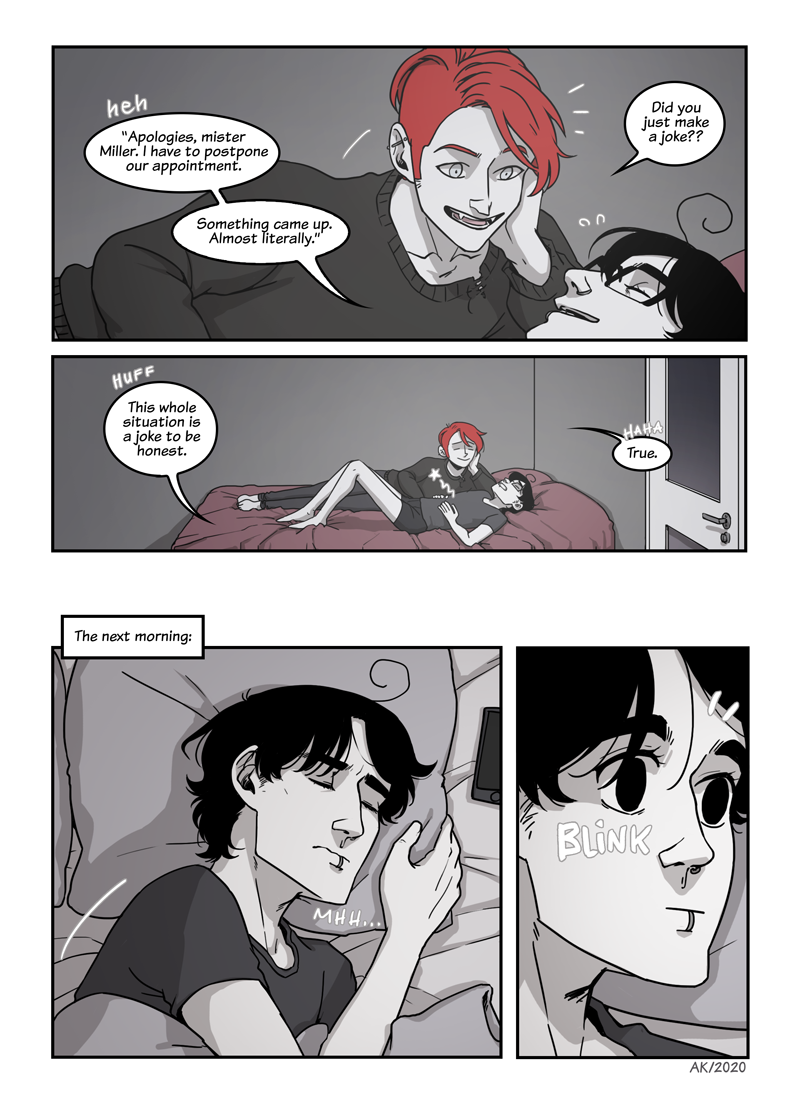 heh
“Apologies, mister
Miller. I have to postpone
our appointment.
Something came up.
Almost literally."
Did you
just make
a joke??
HUFF
This whole
situation is
a joke to be
honest.
HAHA
True.
The next morning:
MHH...
BLiNK
AK/2020